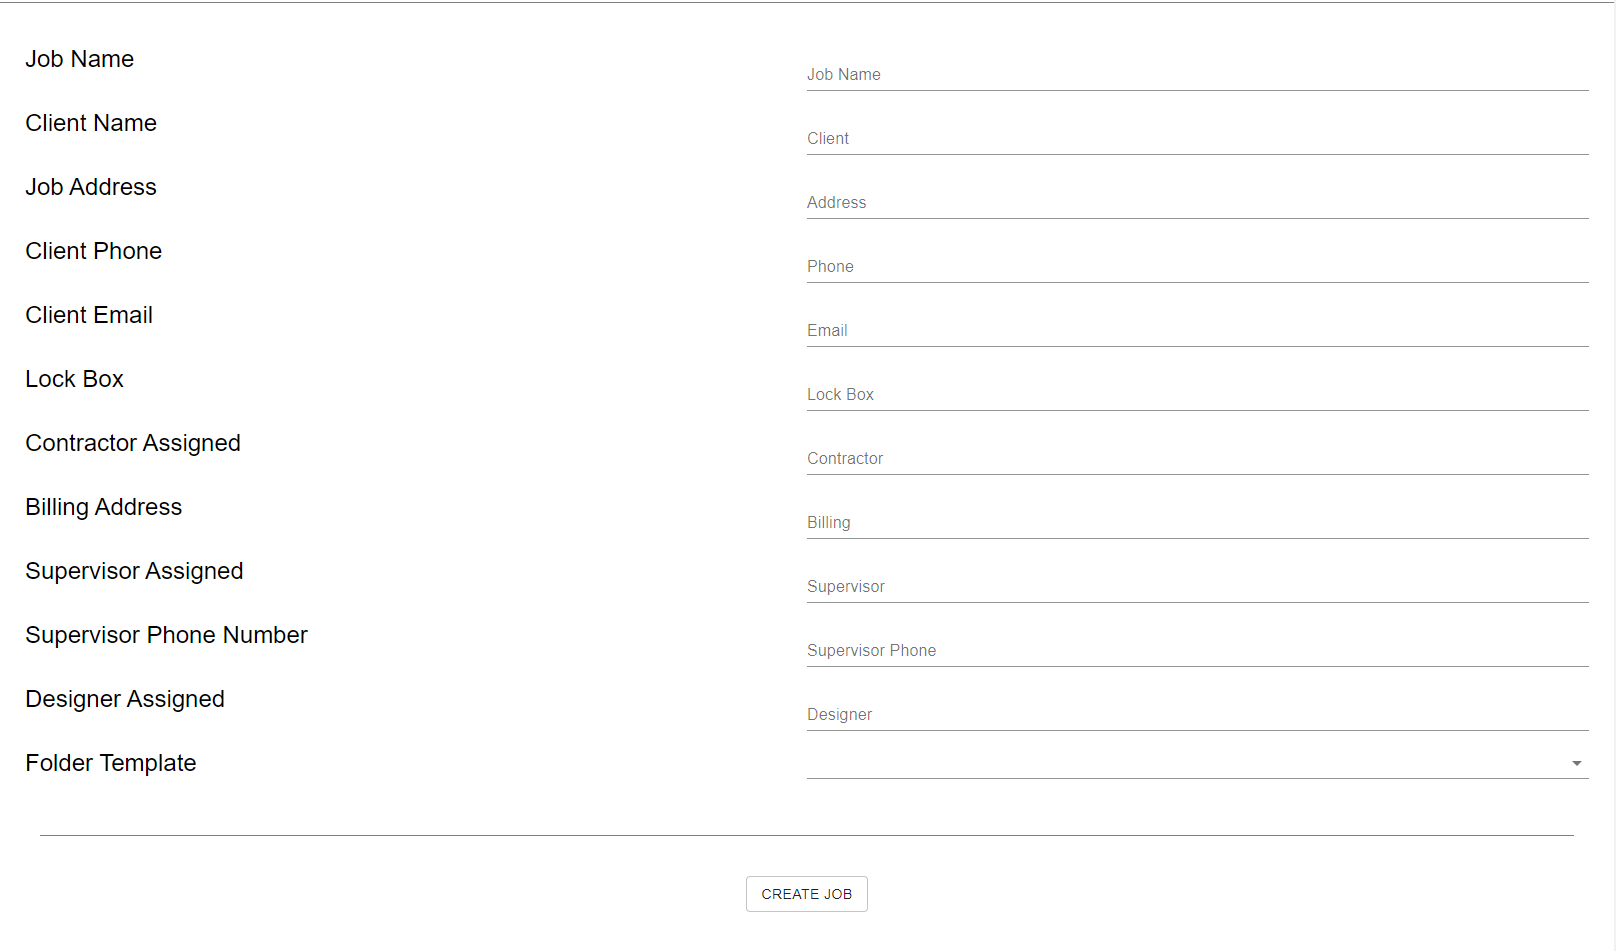 Job Name
Job Name
Client Name
Client
Job Address
Address
Client Phone
Phone
Client Email
Email
Lock Box
Lock Box
Contractor Assigned
Contractor
Billing Address
Billing
Supervisor Assigned
Supervisor
Supervisor Phone Number
Supervisor Phone
Designer Assigned
Designer
Folder Template
CREATE JOB